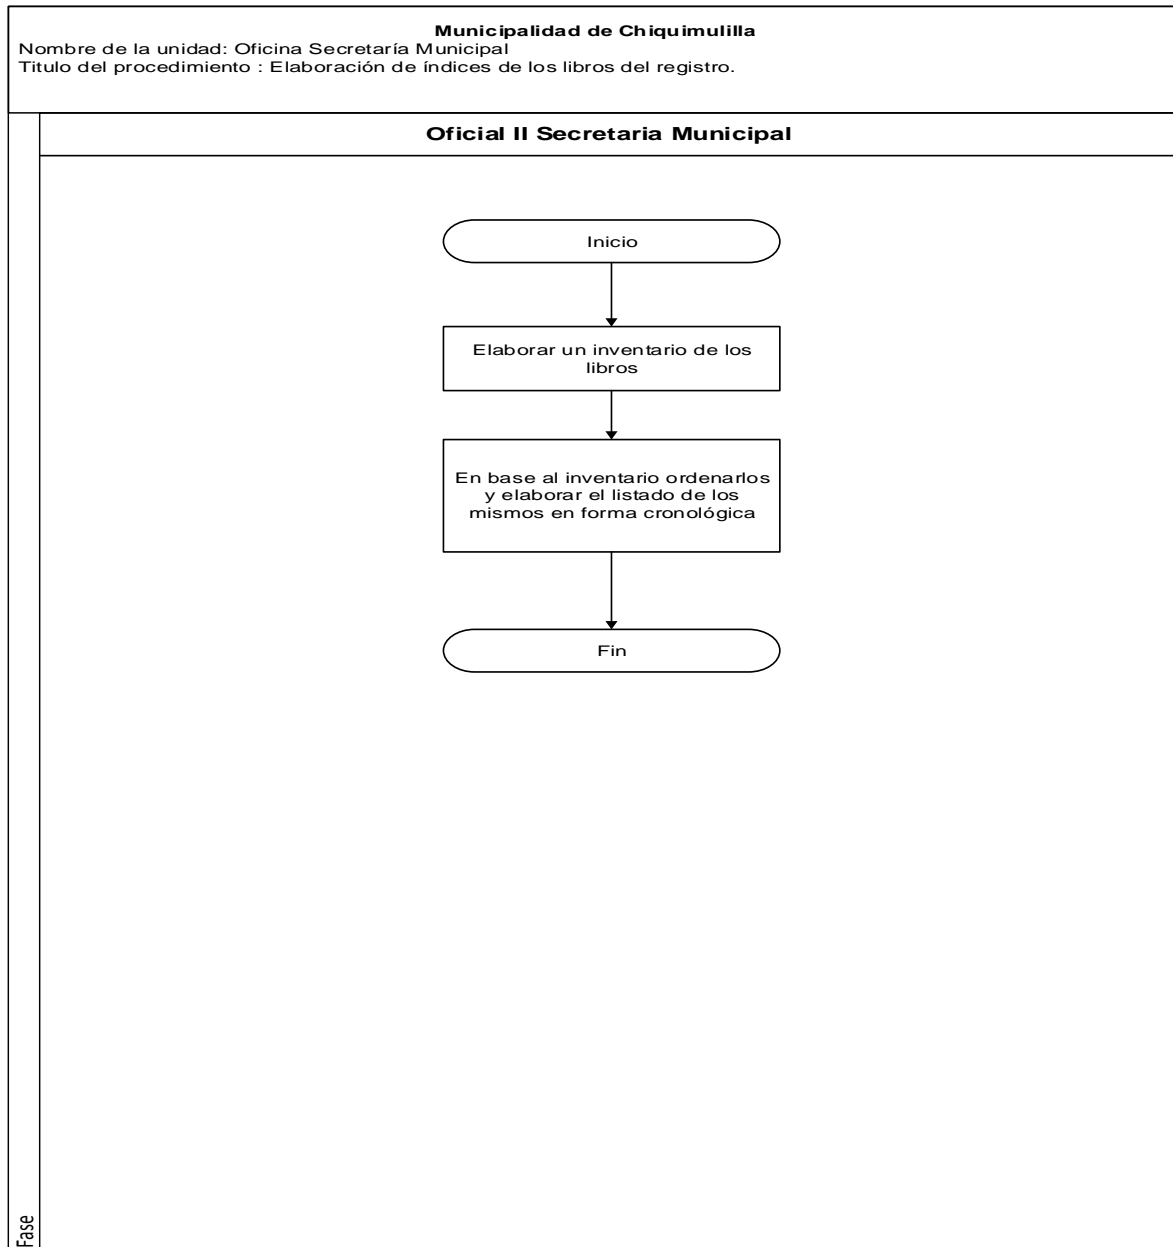 Municipalidad de Chiquimulilla
Nombre de la unidad: Oficina Secretaría Municipal
Titulo del procedimiento : Elaboración de índices de los libros del registro.
Oficial II Secretaria Municipal
Inicio
Elaborar un inventario de los
libros
En base al inventario ordenarlos
y elaborar el listado de los
mismos en forma cronológica
Fin
Fase